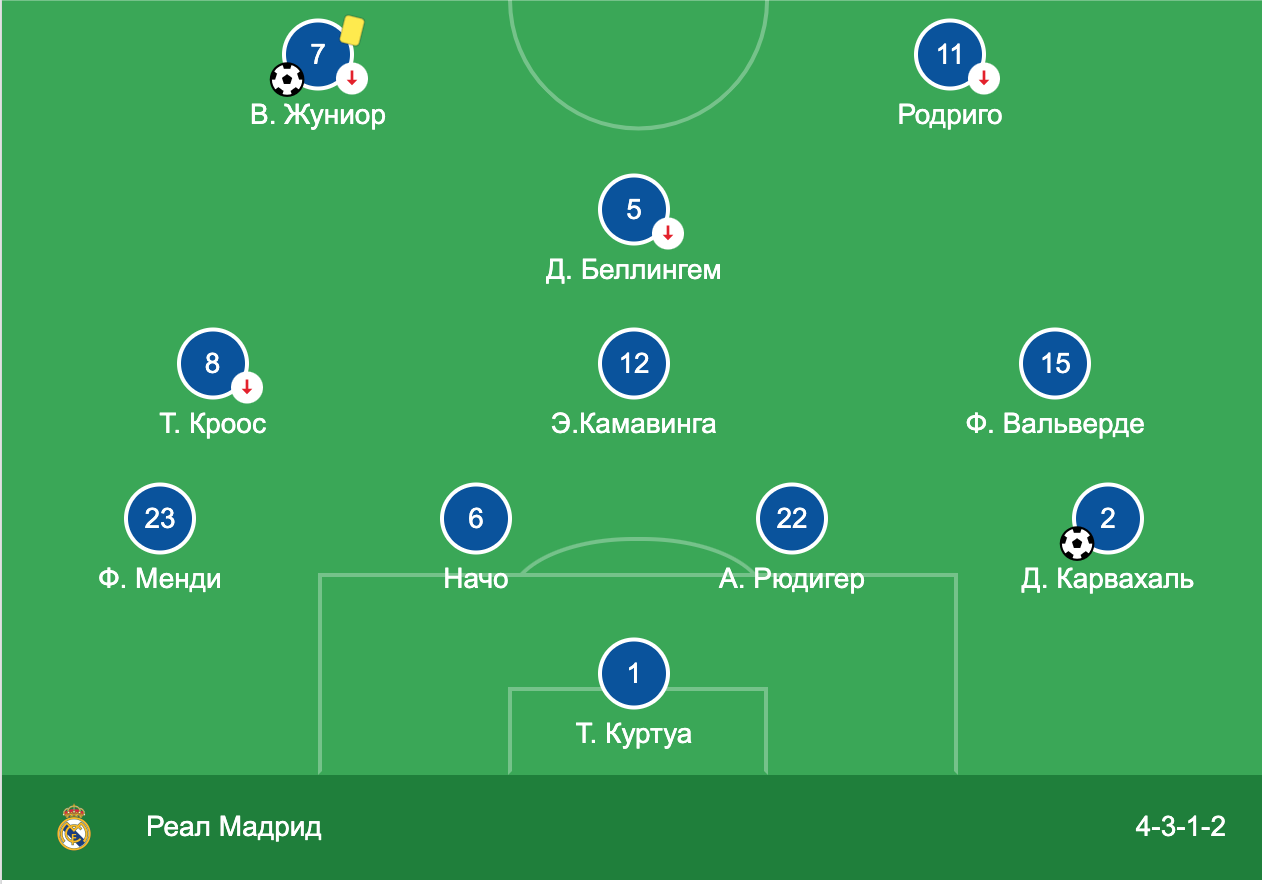 7
11
В. Жуниор
Родриго
5
Д. Беллингем
8
12
15
Т. Кроос
Э.Камавинга
Ф. Вальверде
23
6
22
2
Ф. Менди
Начо
А. Рюдигер
Д. Карвахаль
1
Т. Куртуа
Реал Мадрид
4-3-1-2